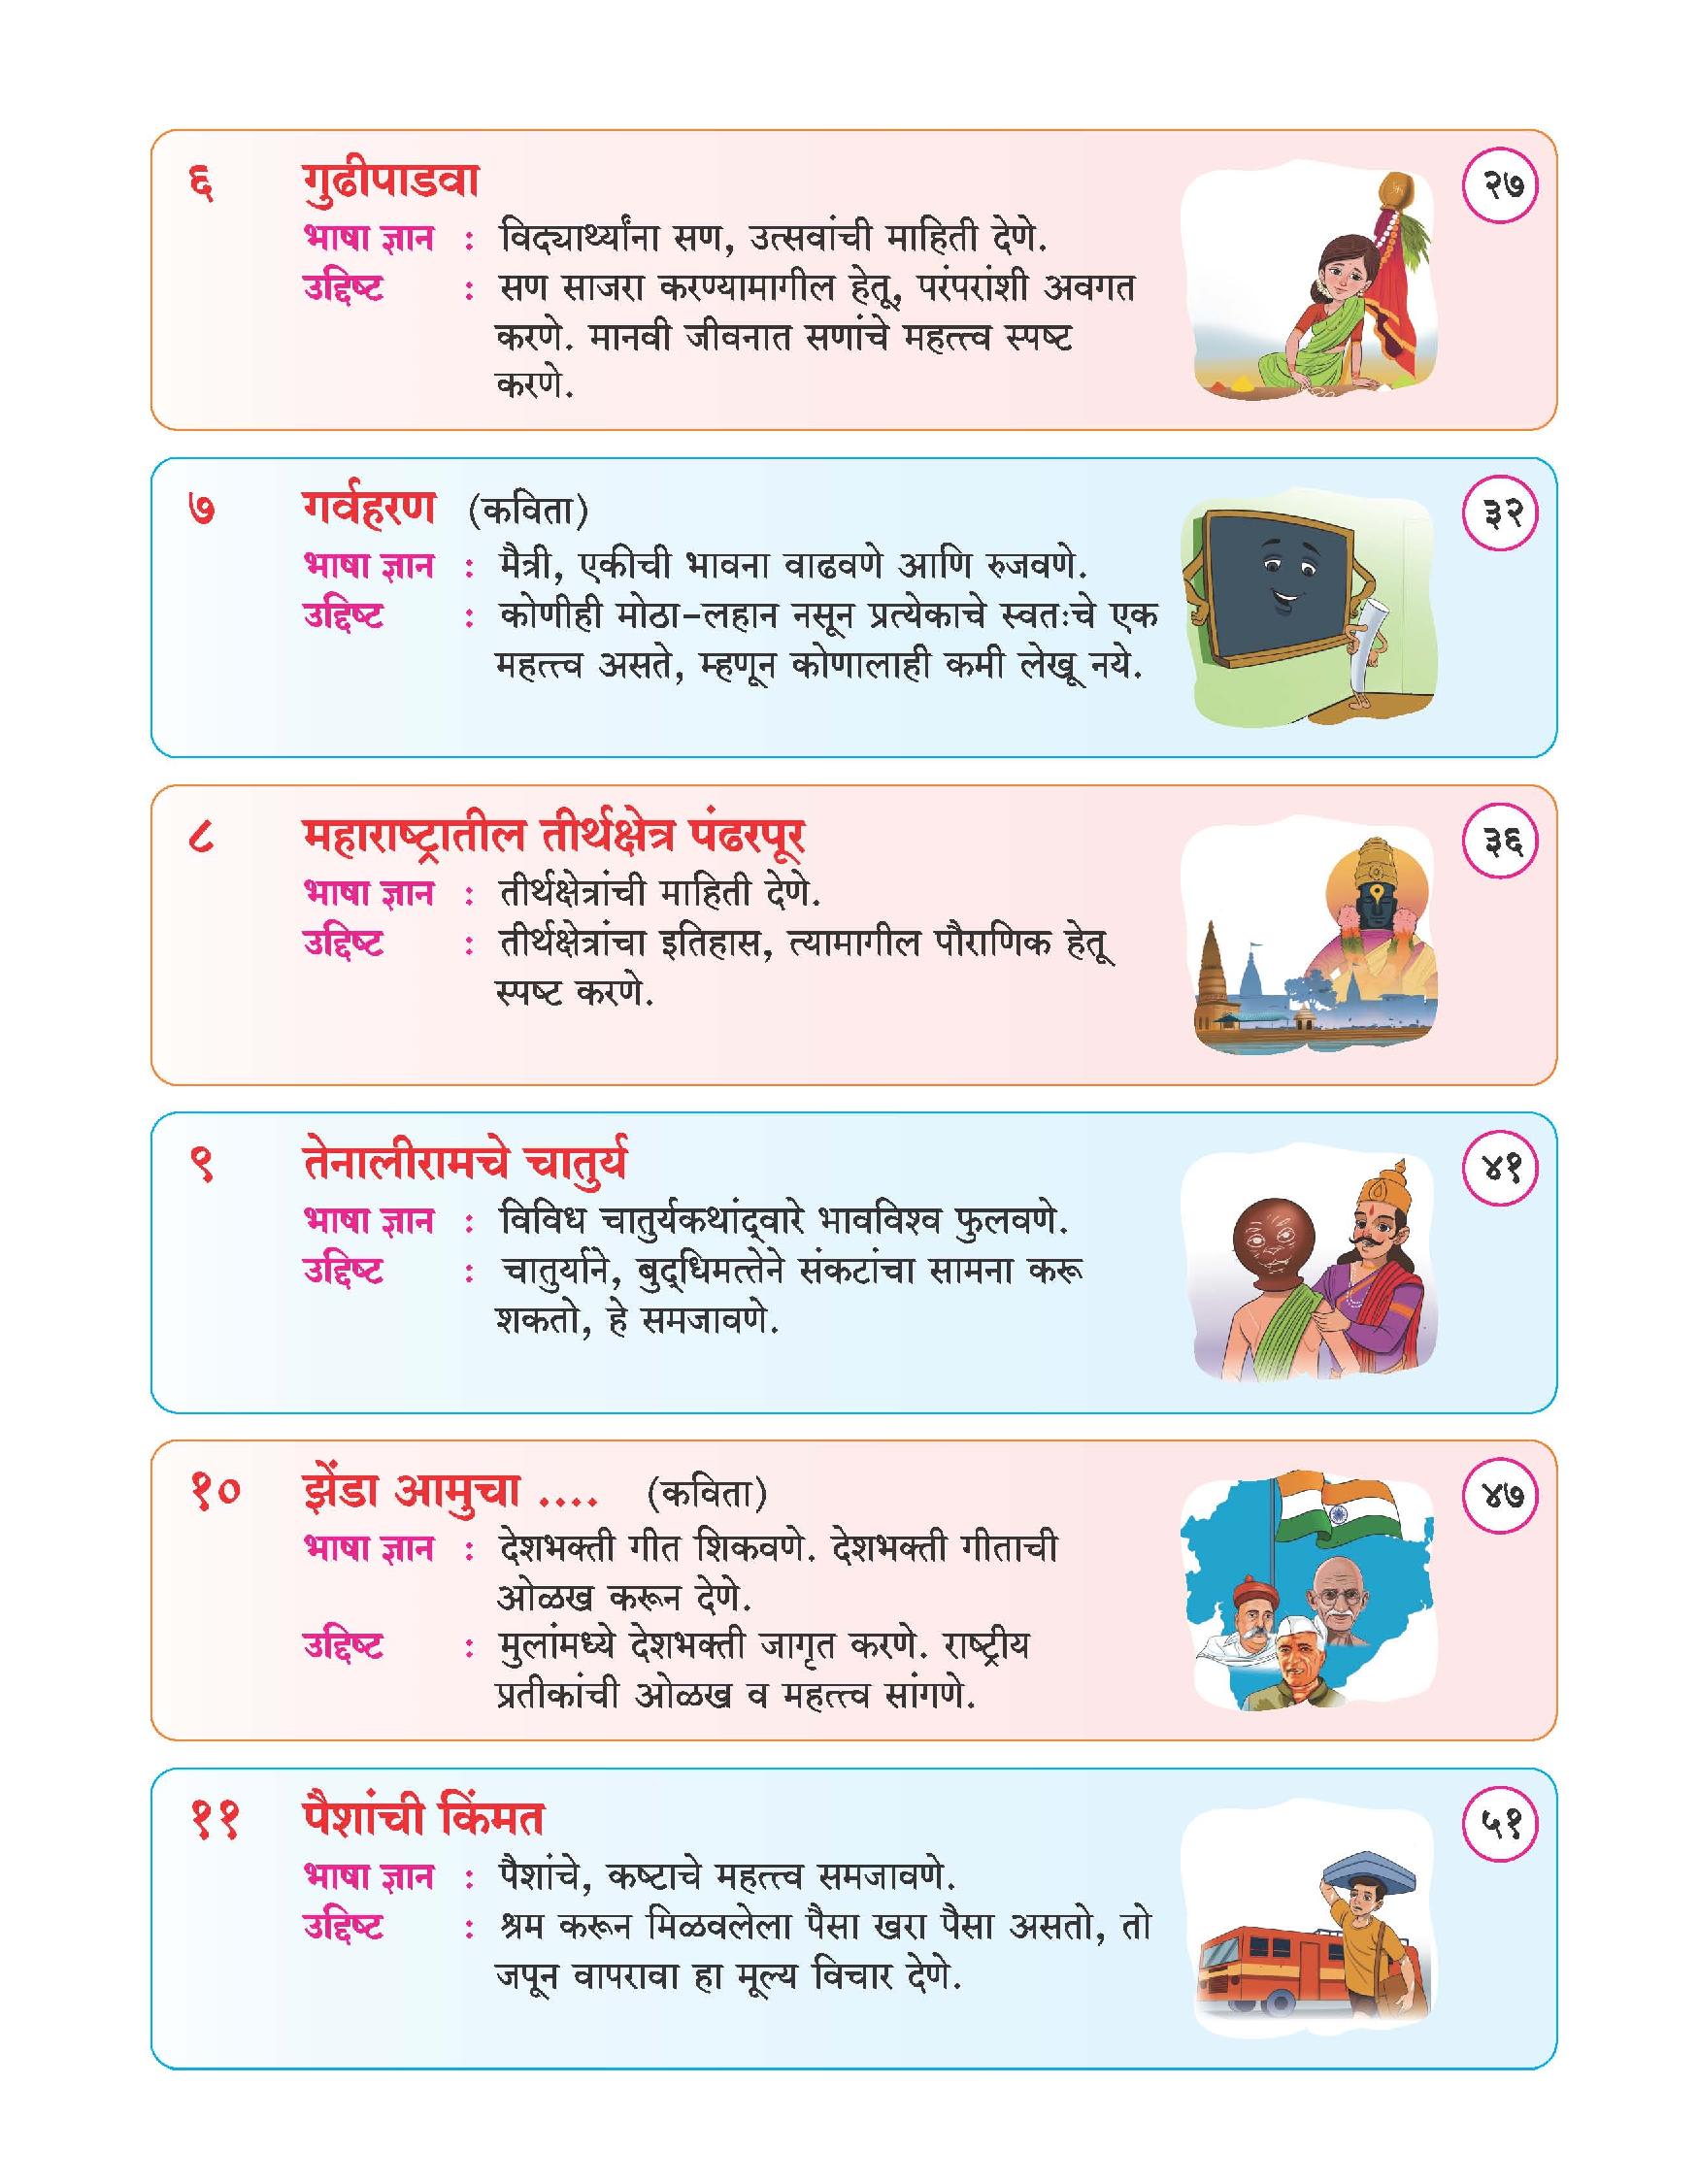 ६ गुढीपाडवा २७
भाषा ज्ञान : विद्यार्थ्यांना सण, उत्सवांची माहिती देणे.
उद्दिष्ट : सण साजरा करण्यामागील हेतू, परंपरांशी अवगत
करणे. मानवी जीवनात सणांचे महत्त्व स्पष्ट
करणे.
७ गर्वहरण (कविता) ३२
भाषा ज्ञान : मैत्री, एकीची भावना वाढवणे आणि रुजवणे.
उद्दिष्ट : कोणीही मोठा-लहान नसून प्रत्येकाचे स्वतःचे एक
महत्त्व असते, म्हणून कोणालाही कमी लेखू नये.
८ महाराष्ट्रातील तीर्थक्षेत्र पंढरपूर ३६
भाषा ज्ञान : तीर्थक्षेत्रांची माहिती देणे.
उद्दिष्ट : तीर्थक्षेत्रांचा इतिहास, त्यामागील पौराणिक हेतू
स्पष्ट करणे.
९ तेनालीरामचे चातुर्य ४१
भाषा ज्ञान : विविध चातुर्यकथांद्‌वारे भावविश्व फुलवणे.
उद्दिष्ट : चातुर्याने, बुद्‌धिमत्तेने संकटांचा सामना करू
शकतो, हे समजावणे.
१० झेंडा आमुचा .... (कविता) ४७
भाषा ज्ञान : देशभक्ती गीत शिकवणे. देशभक्ती गीताची
ओळख करून देणे.
उद्दिष्ट : मुलांमध्ये देशभक्ती जागृत करणे. राष्ट्रीय
प्रतीकांची ओळख व महत्त्व सांगणे.
११ पैशांची किंमत ५१
भाषा ज्ञान : पैशांचे, कष्टाचे महत्त्व समजावणे.
उद्दिष्ट : श्रम करून मिळवलेला पैसा खरा पैसा असतो, तो
जपून वापरावा हा मूल्य विचार देणे.